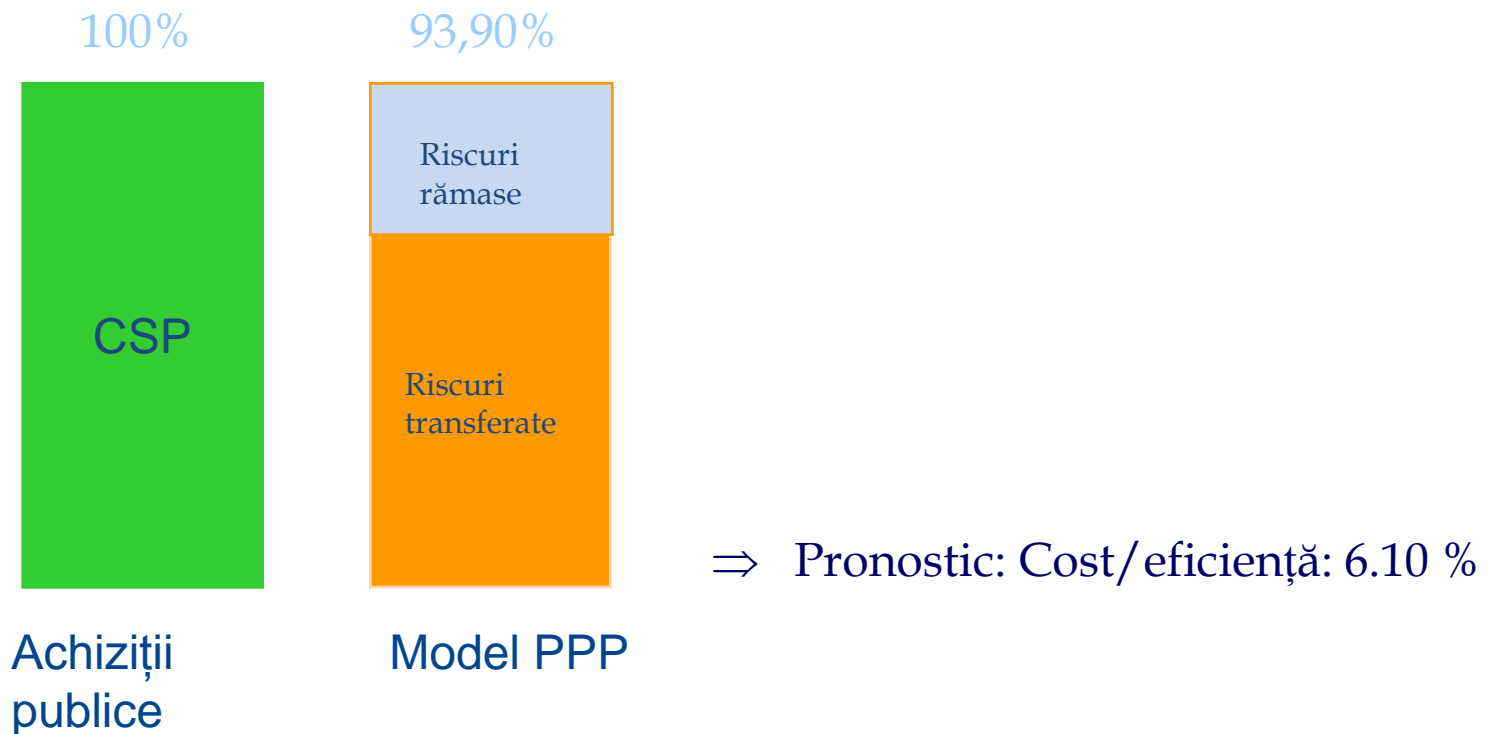 100%
93,90%
Riscuri
rămase
CSP
Riscuri
transferate
⇒ Pronostic: Cost/eficiență: 6.10 %
Achiziții
publice
Model PPP